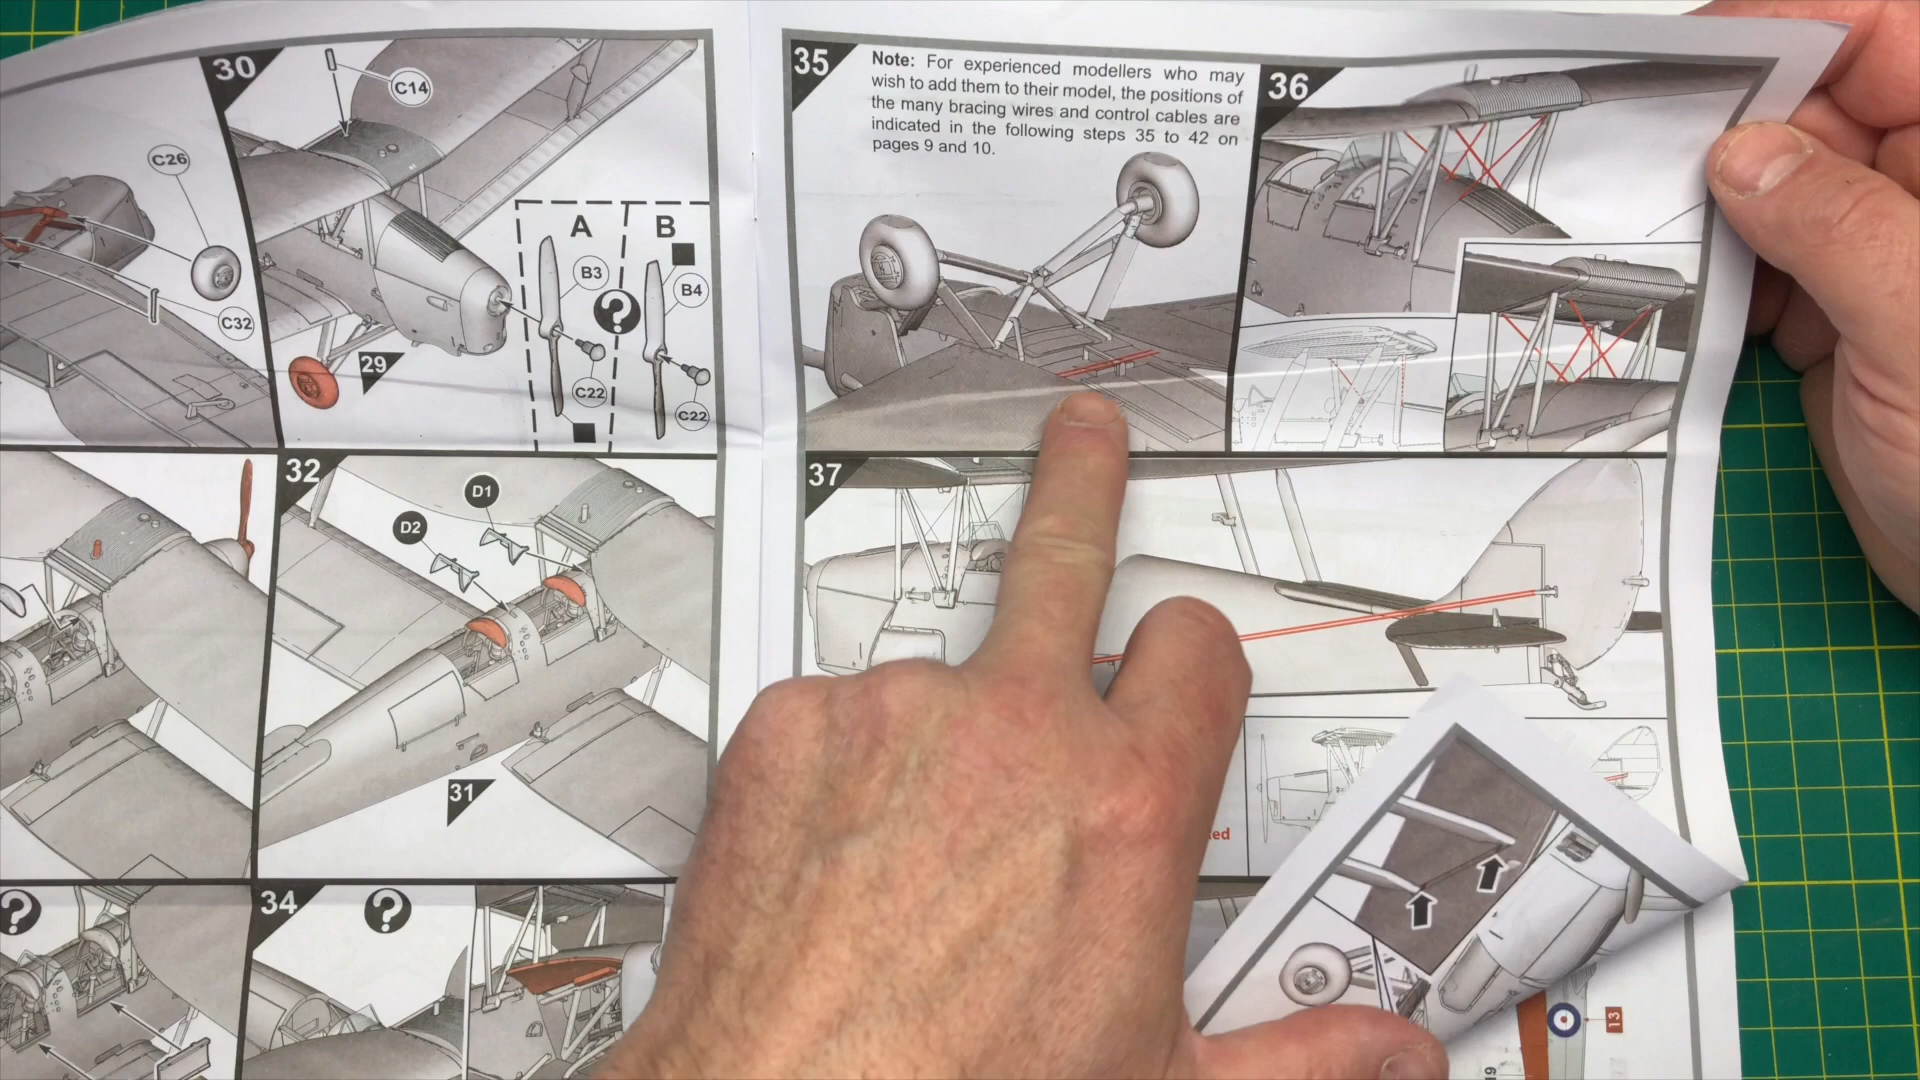 30
C14
C26
C32
29
A
B
B3
B4
?
C22
C22
35
Note: For experienced modellers who may
wish to add them to their model, the positions of
the many bracing wires and control cables are
indicated in the following steps 35 to 42 on
pages 9 and 10.
36
32
D1
D2
31
37
ed
?
34
?
13
19